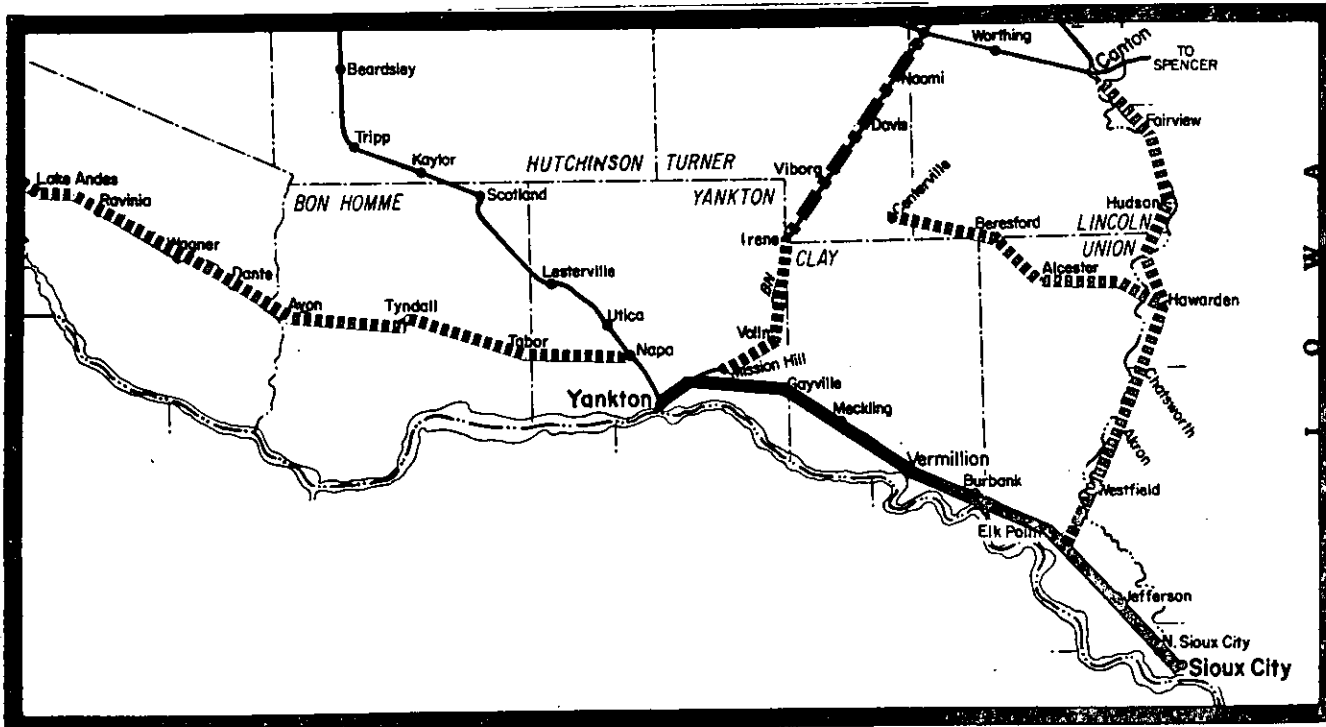 Worthing
Canton
TO
SPENCER
Beardsley
Naomi
Fairview
Davis
Tripp
Kaylor
HUTCHINSON
TURNER
Viborg
Lake Andes
Ravinia
BON HOMME
Scotland
YANKTON
Centerville
Beresford
Hudson
LINCOLN
UNION
Irene
CLAY
Wagner
Dante
Lesterville
BN
Alcester
Hawarden
Avon
Tyndall
Utica
Volin
Tabor
Napa
Mission Hill
Gayville
Chatsworth
Yankton
Meckling
Akron
Vermillion
Burbank
Westfield
Elk Point
Jefferson
N. Sioux City
Sioux City
I O W A